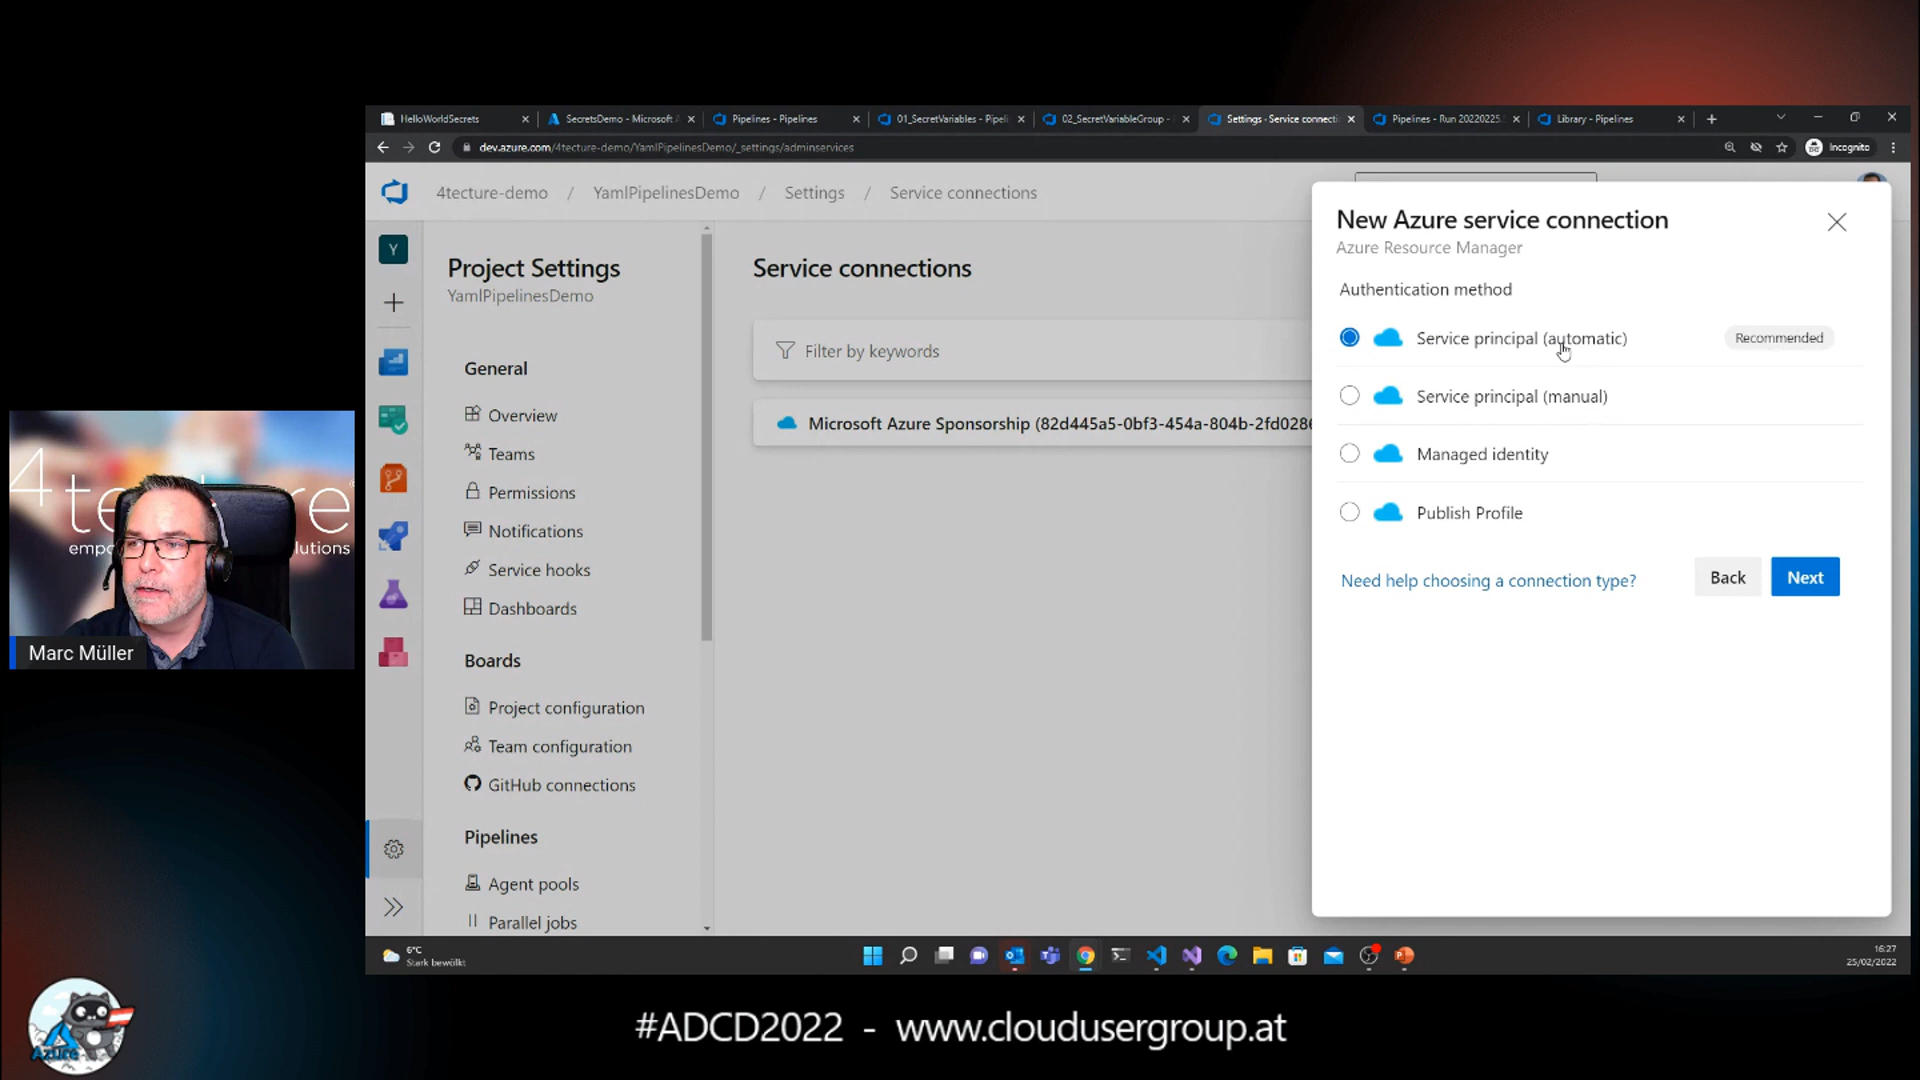 HelloWorldSecrets
SecretsDemo - Microsoft A
Pipelines - Pipelines
01_SecretVariables - Pipeli
02_SecretVariableGroup -
Settings - Service connecti
Pipelines - Run 20220225.
Library - Pipelines
dev.azure.com/4tecture-demo/YamlPipelinesDemo/_settings/adminservices
Incognito
4tecture-demo / YamlPipelinesDemo / Settings / Service connections
Y
Project Settings
YamlPipelinesDemo
General
Overview
Teams
Permissions
Notifications
Service hooks
Dashboards
Boards
Project configuration
Team configuration
GitHub connections
Pipelines
Agent pools
Parallel jobs
Service connections
Filter by keywords
Microsoft Azure Sponsorship (82d445a5-0bf3-454a-804b-2fd0286
New Azure service connection
Azure Resource Manager
Authentication method
Service principal (automatic)
Recommended
Service principal (manual)
Managed identity
Publish Profile
Need help choosing a connection type?
Back
Next
Marc Müller
6°C
Stark bewölkt
16:27
25/02/2022
Azure
#ADCD2022 - www.cloudusergroup.at